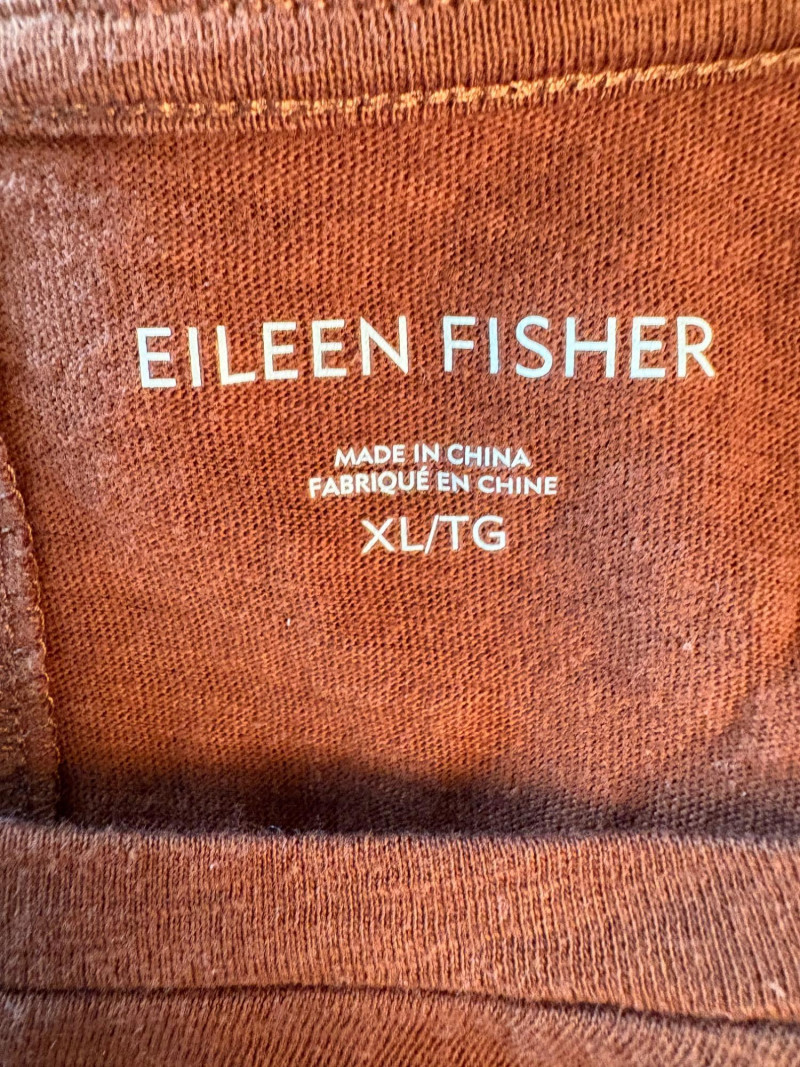 EILEEN FISHER
MADE IN CHINA
FABRIQUÉ EN CHINE
XL/TG